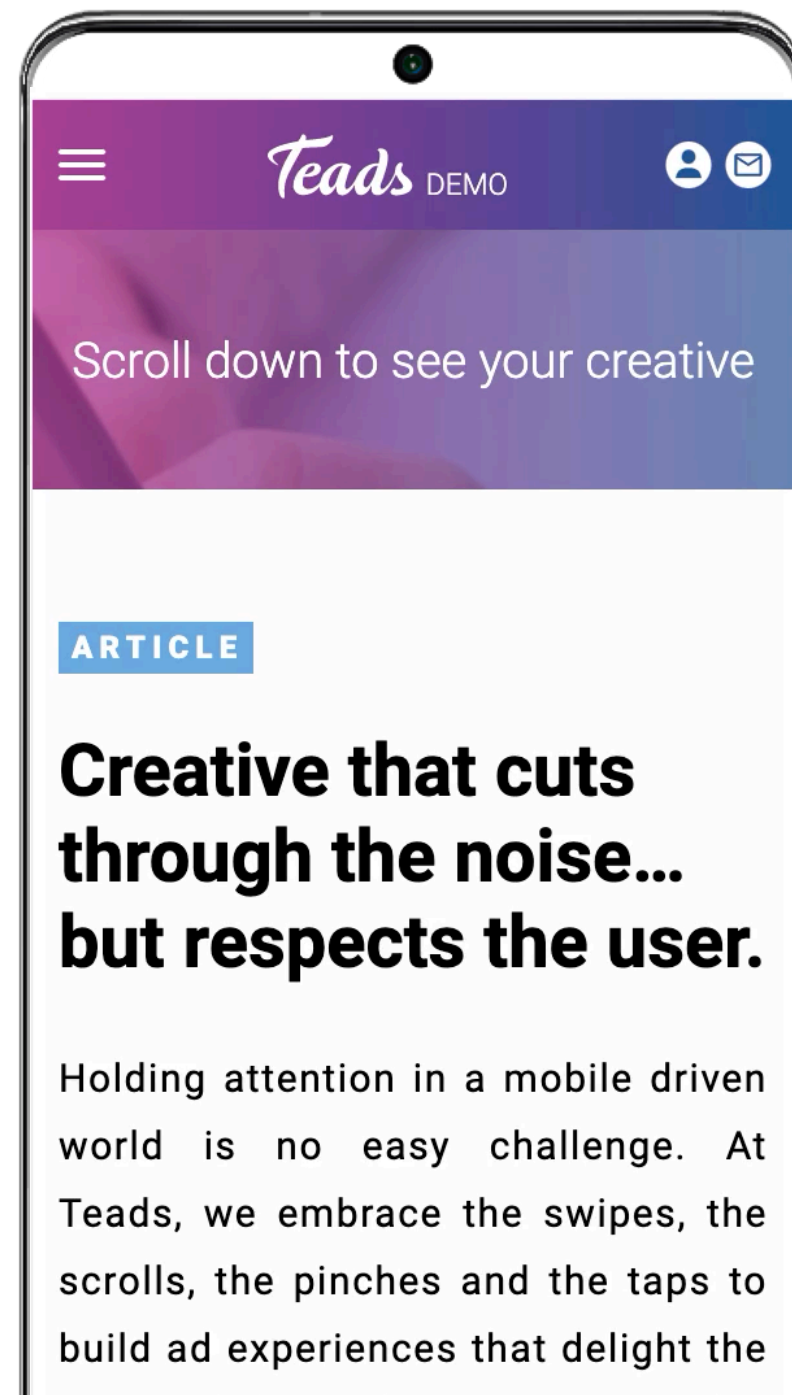 Teads DEMO
Scroll down to see your creative
ARTICLE
Creative that cuts
through the noise...
but respects the user.
Holding attention in a mobile driven
world is no easy challenge. At
Teads, we embrace the swipes, the
scrolls, the pinches and the taps to
build ad experiences that delight the